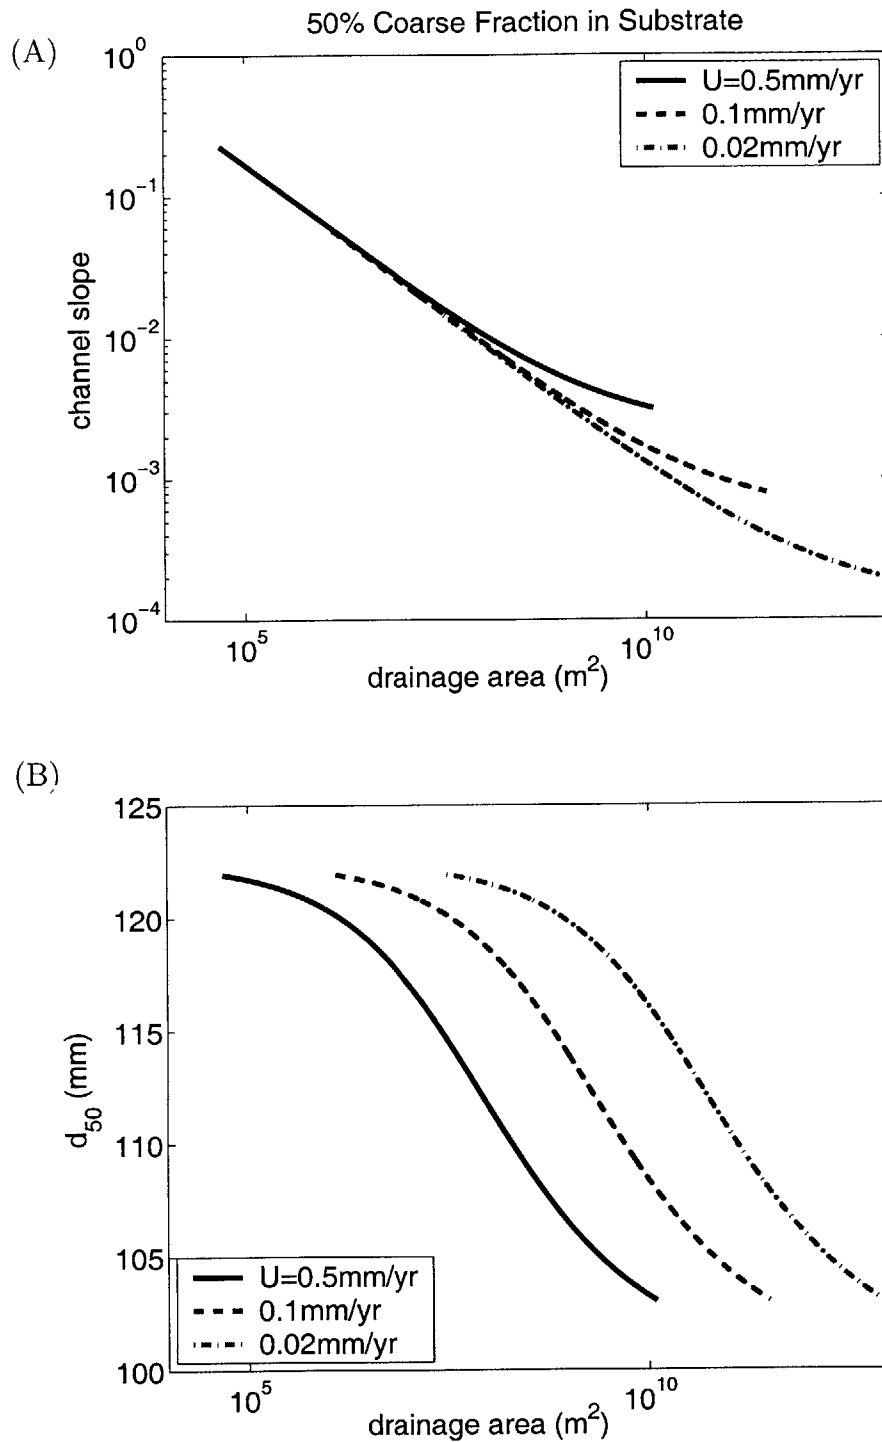 50% Coarse Fraction in Substrate
(A)
10^0
10^-1
10^-2
10^-3
10^-4
channel slope
U=0.5mm/yr
0.1mm/yr
0.02mm/yr
10^5
10^10
drainage area (m^2)
(B)
125
120
115
110
105
100
d_50 (mm)
U=0.5mm/yr
0.1mm/yr
0.02mm/yr
10^5
10^10
drainage area (m^2)